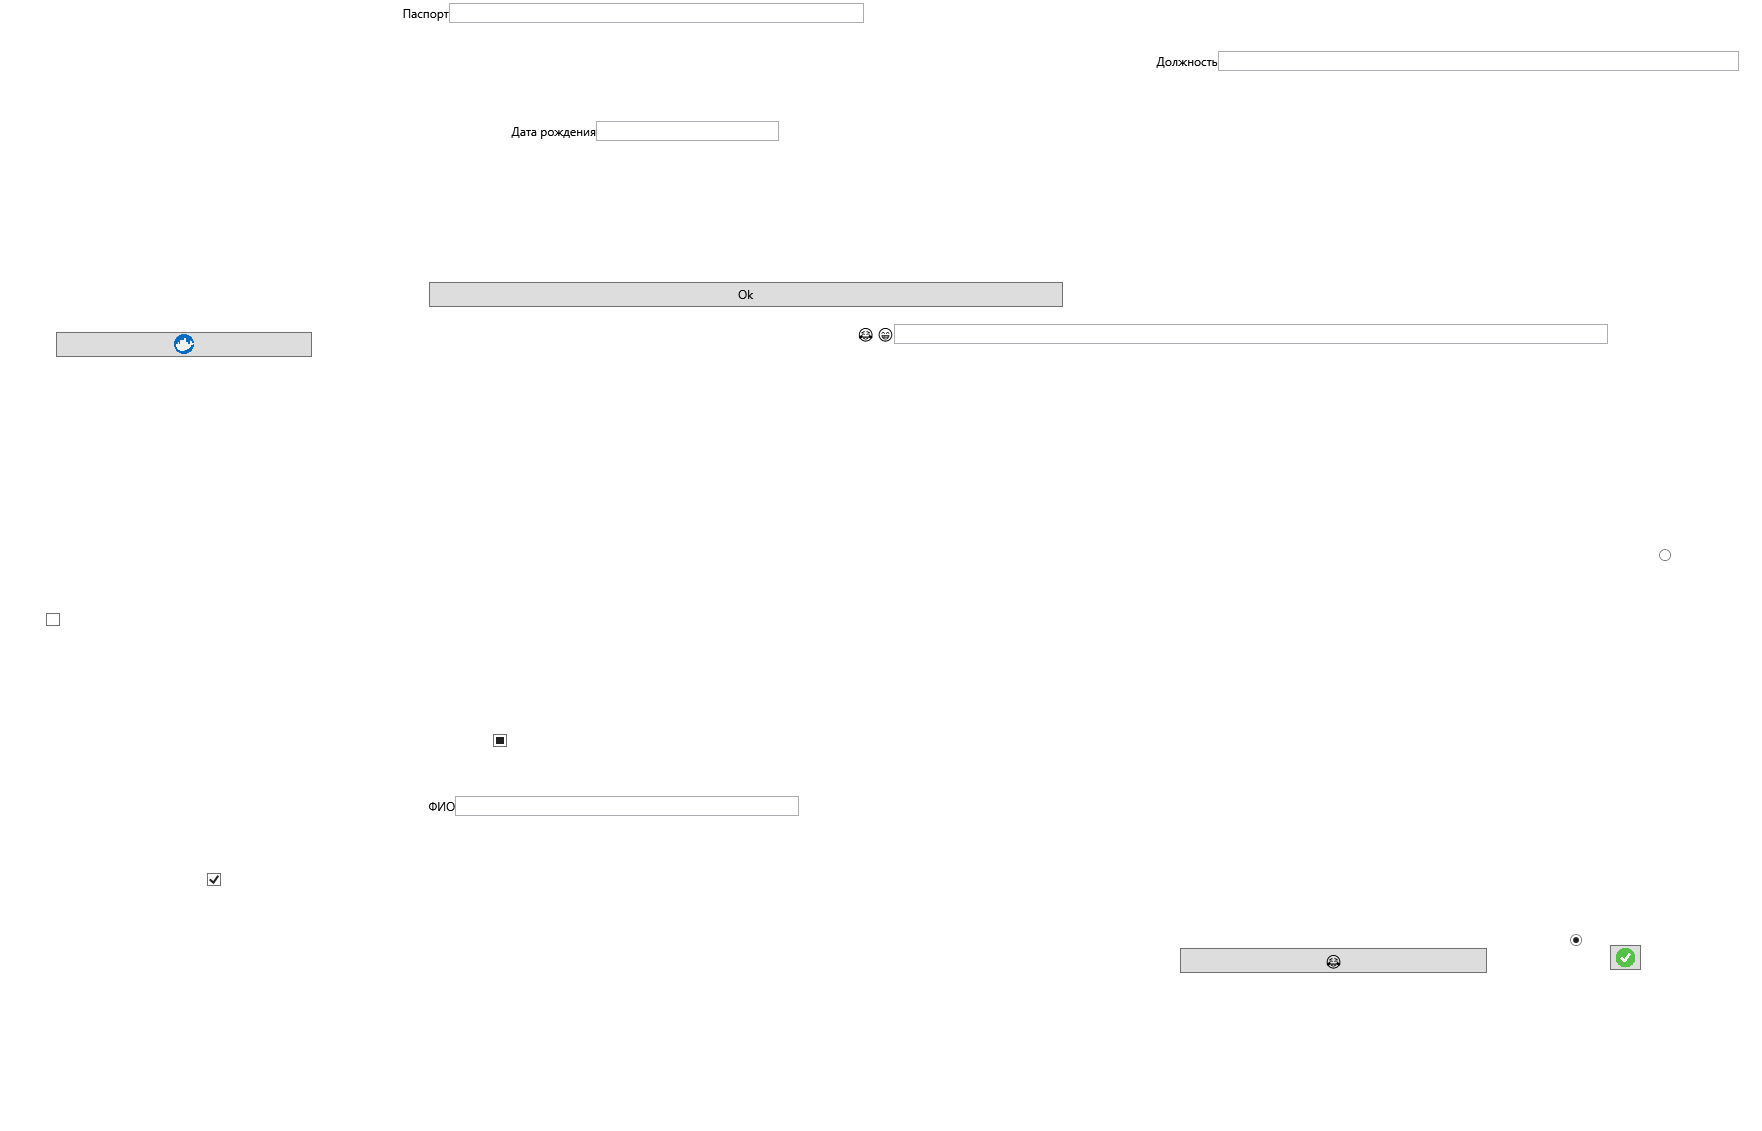 Паспорт
Должность
Дата рождения
Ok
😂 😁
ФИО
😂